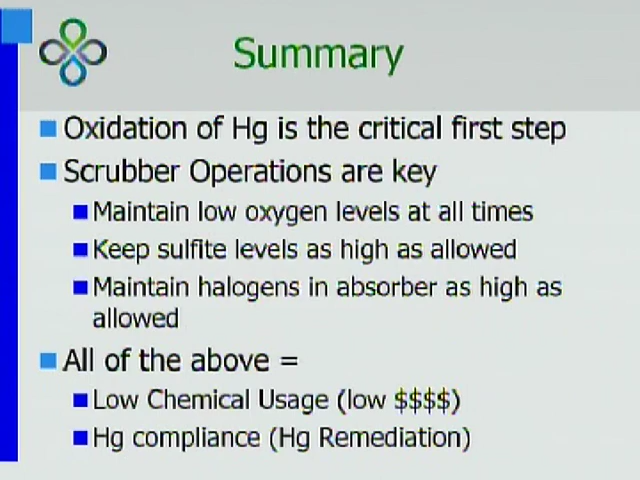 Summary
Oxidation of Hg is the critical first step
Scrubber Operations are key
Maintain low oxygen levels at all times
Keep sulfite levels as high as allowed
Maintain halogens in absorber as high as
allowed
All of the above =
Low Chemical Usage (low $$$$)
Hg compliance (Hg Remediation)